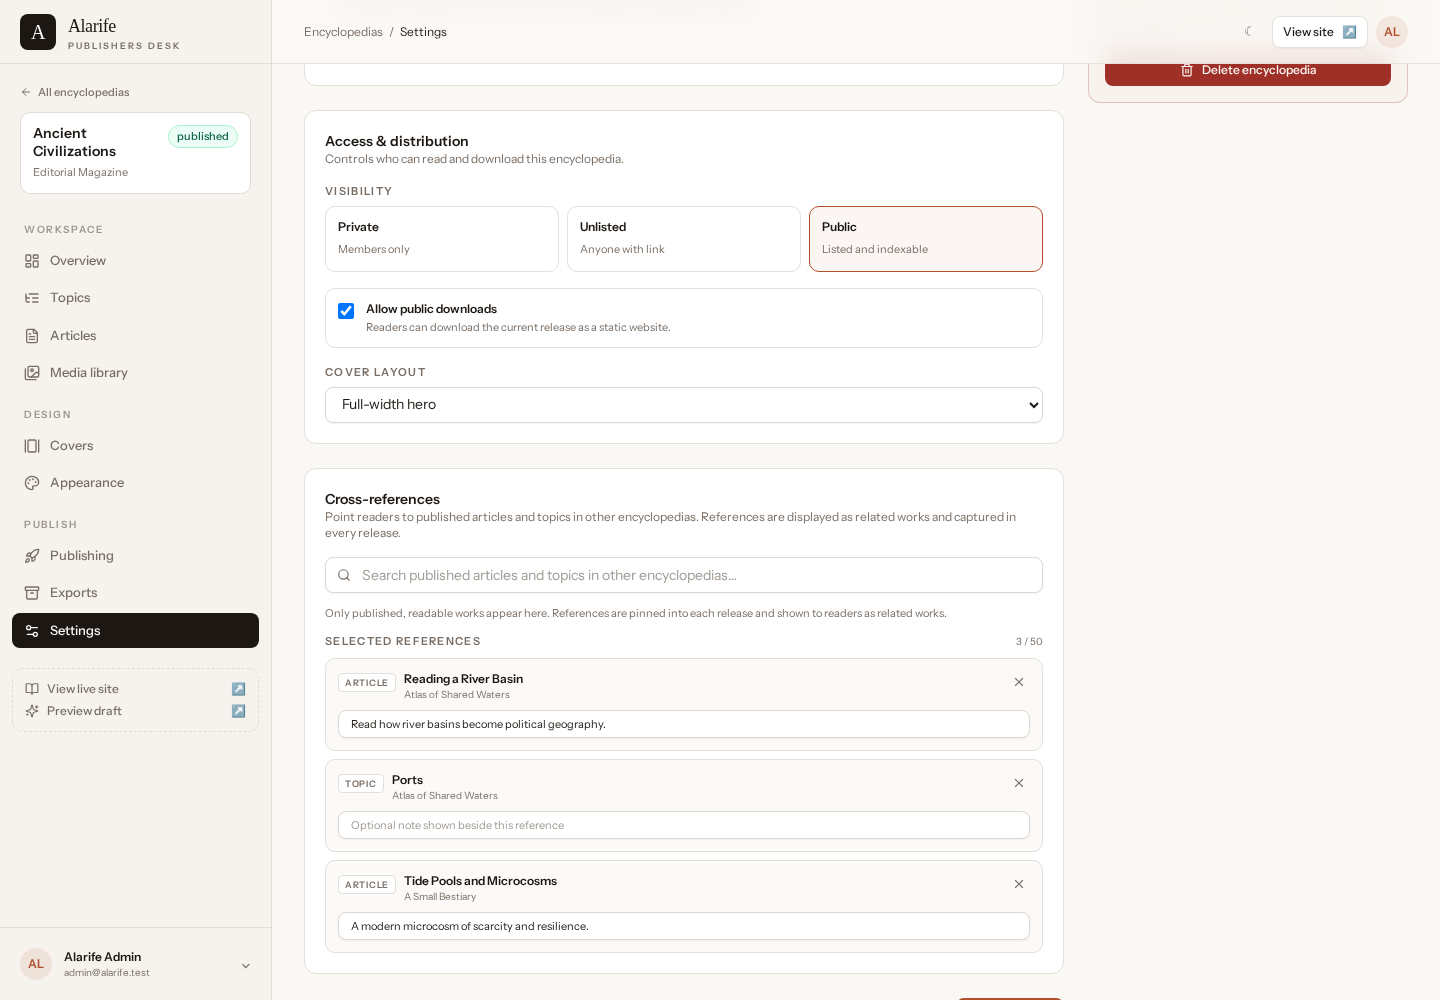 A
Alarife
PUBLISHERS DESK
Encyclopedias / Settings
View site
AL
All encyclopedias
Ancient
Civilizations
published
Editorial Magazine
WORKSPACE
Overview
Topics
Articles
Media library
DESIGN
Covers
Appearance
PUBLISH
Publishing
Exports
Settings
View live site
Preview draft
AL
Alarife Admin
admin@alarife.test
Delete encyclopedia
Access & distribution
Controls who can read and download this encyclopedia.
VISIBILITY
Private
Members only
Unlisted
Anyone with link
Public
Listed and indexable
Allow public downloads
Readers can download the current release as a static website.
COVER LAYOUT
Full-width hero
Cross-references
Point readers to published articles and topics in other encyclopedias. References are displayed as related works and captured in
every release.
Search published articles and topics in other encyclopedias...
Only published, readable works appear here. References are pinned into each release and shown to readers as related works.
SELECTED REFERENCES
3 / 50
ARTICLE
Reading a River Basin
Atlas of Shared Waters
Read how river basins become political geography.
TOPIC
Ports
Atlas of Shared Waters
Optional note shown beside this reference
ARTICLE
Tide Pools and Microcosms
A Small Bestiary
A modern microcosm of scarcity and resilience.